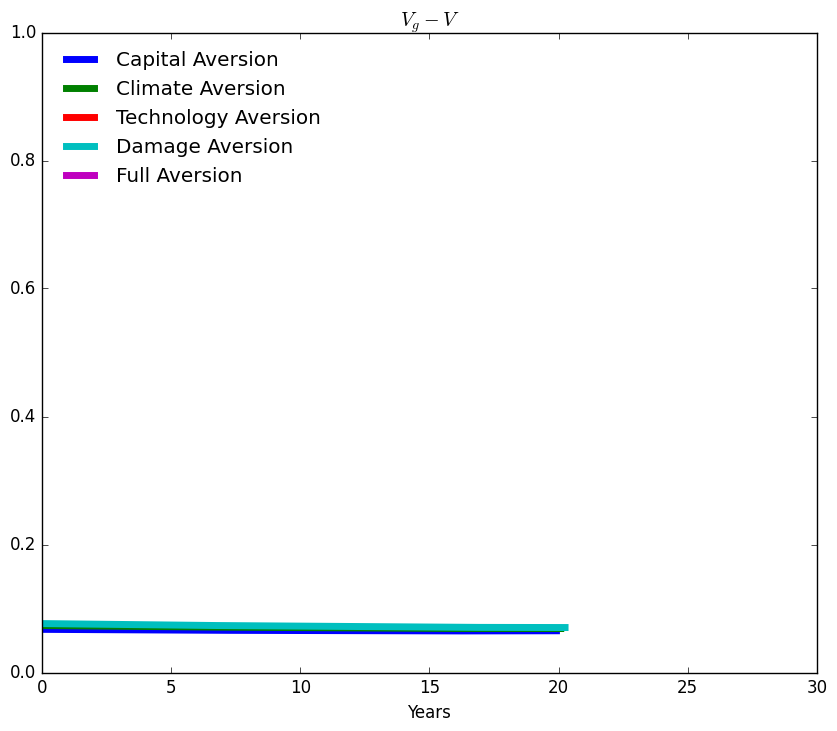 V_g − V
1.0
Capital Aversion
Climate Aversion
Technology Aversion
Damage Aversion
Full Aversion
0.8
0.6
0.4
0.2
0.0
0 5 10 15 20 25 30
Years